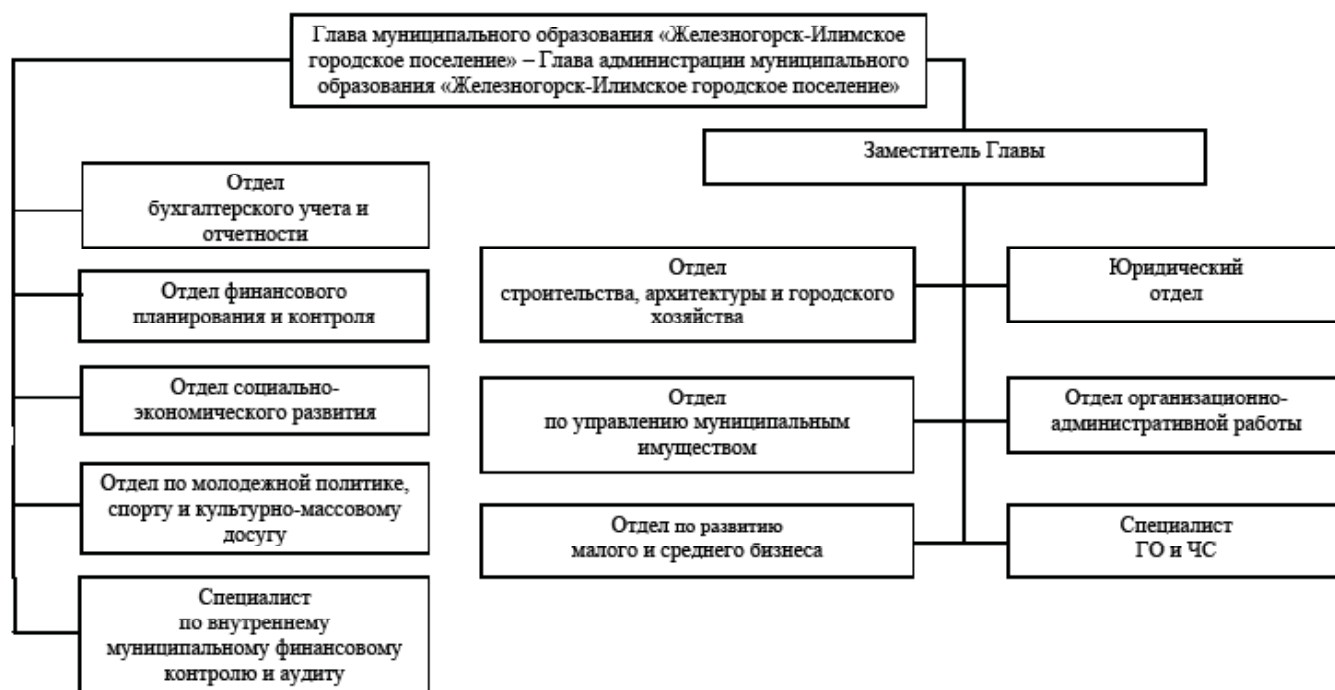 Глава муниципального образования «Железногорск-Илимское
городское поселение» – Глава администрации муниципального
образования «Железногорск-Илимское городское поселение»
Заместитель Главы
Отдел
бухгалтерского учета и
отчетности
Отдел финансового
планирования и контроля
Отдел социально-
экономического развития
Отдел по молодежной политике,
спорту и культурно-массовому
досугу
Специалист
по внутреннему
муниципальному финансовому
контролю и аудиту
Отдел
строительства, архитектуры и городского
хозяйства
Отдел
по управлению муниципальным
имуществом
Отдел по развитию
малого и среднего бизнеса
Юридический
отдел
Отдел организационно-
административной работы
Специалист
ГО и ЧС